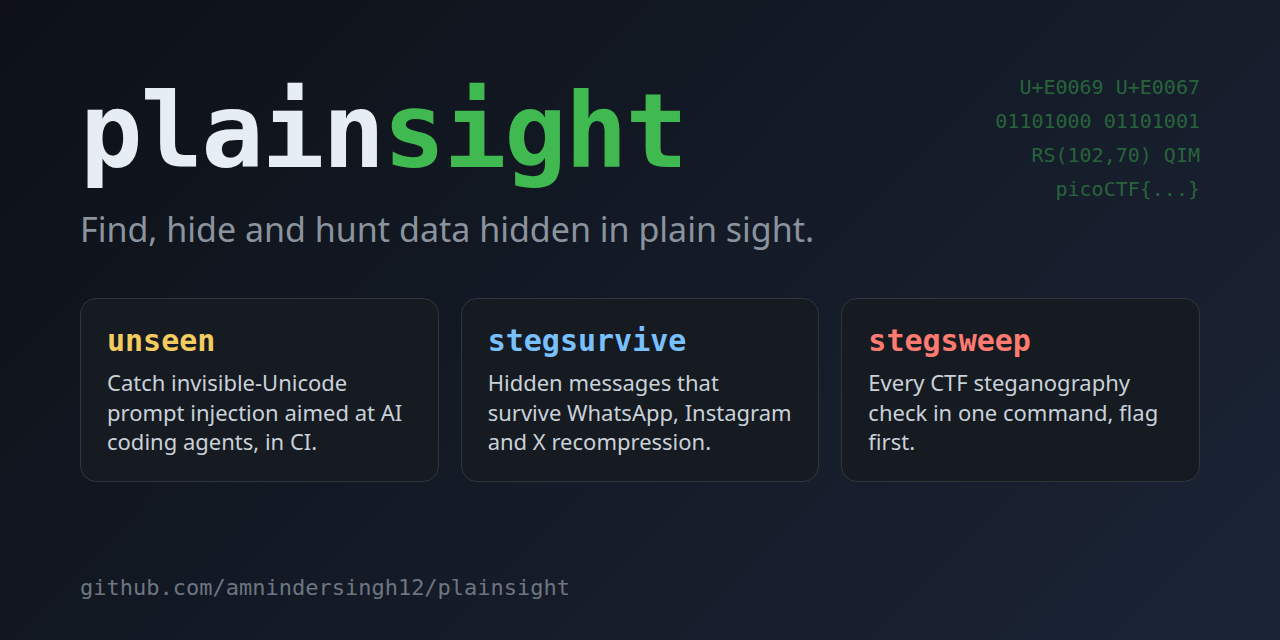 plainsight
U+E0069 U+E0067
01101000 01101001
RS(102,70) QIM
picoCTF{...}
Find, hide and hunt data hidden in plain sight.
unseen
Catch invisible-Unicode
prompt injection aimed at AI
coding agents, in CI.
stegsurvive
Hidden messages that
survive WhatsApp, Instagram
and X recompression.
stegsweep
Every CTF steganography
check in one command, flag
first.
github.com/amnindersingh12/plainsight